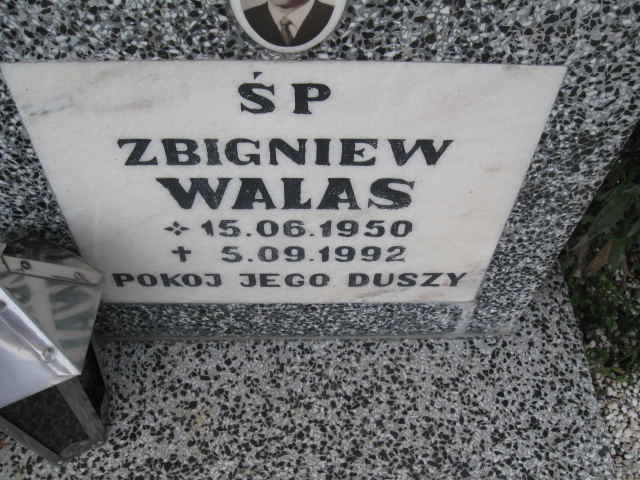 ŚP
ZBIGNIEW
WALAS
✣ 15.06.1950
† 5.09.1992
POKOJ JEGO DUSZY